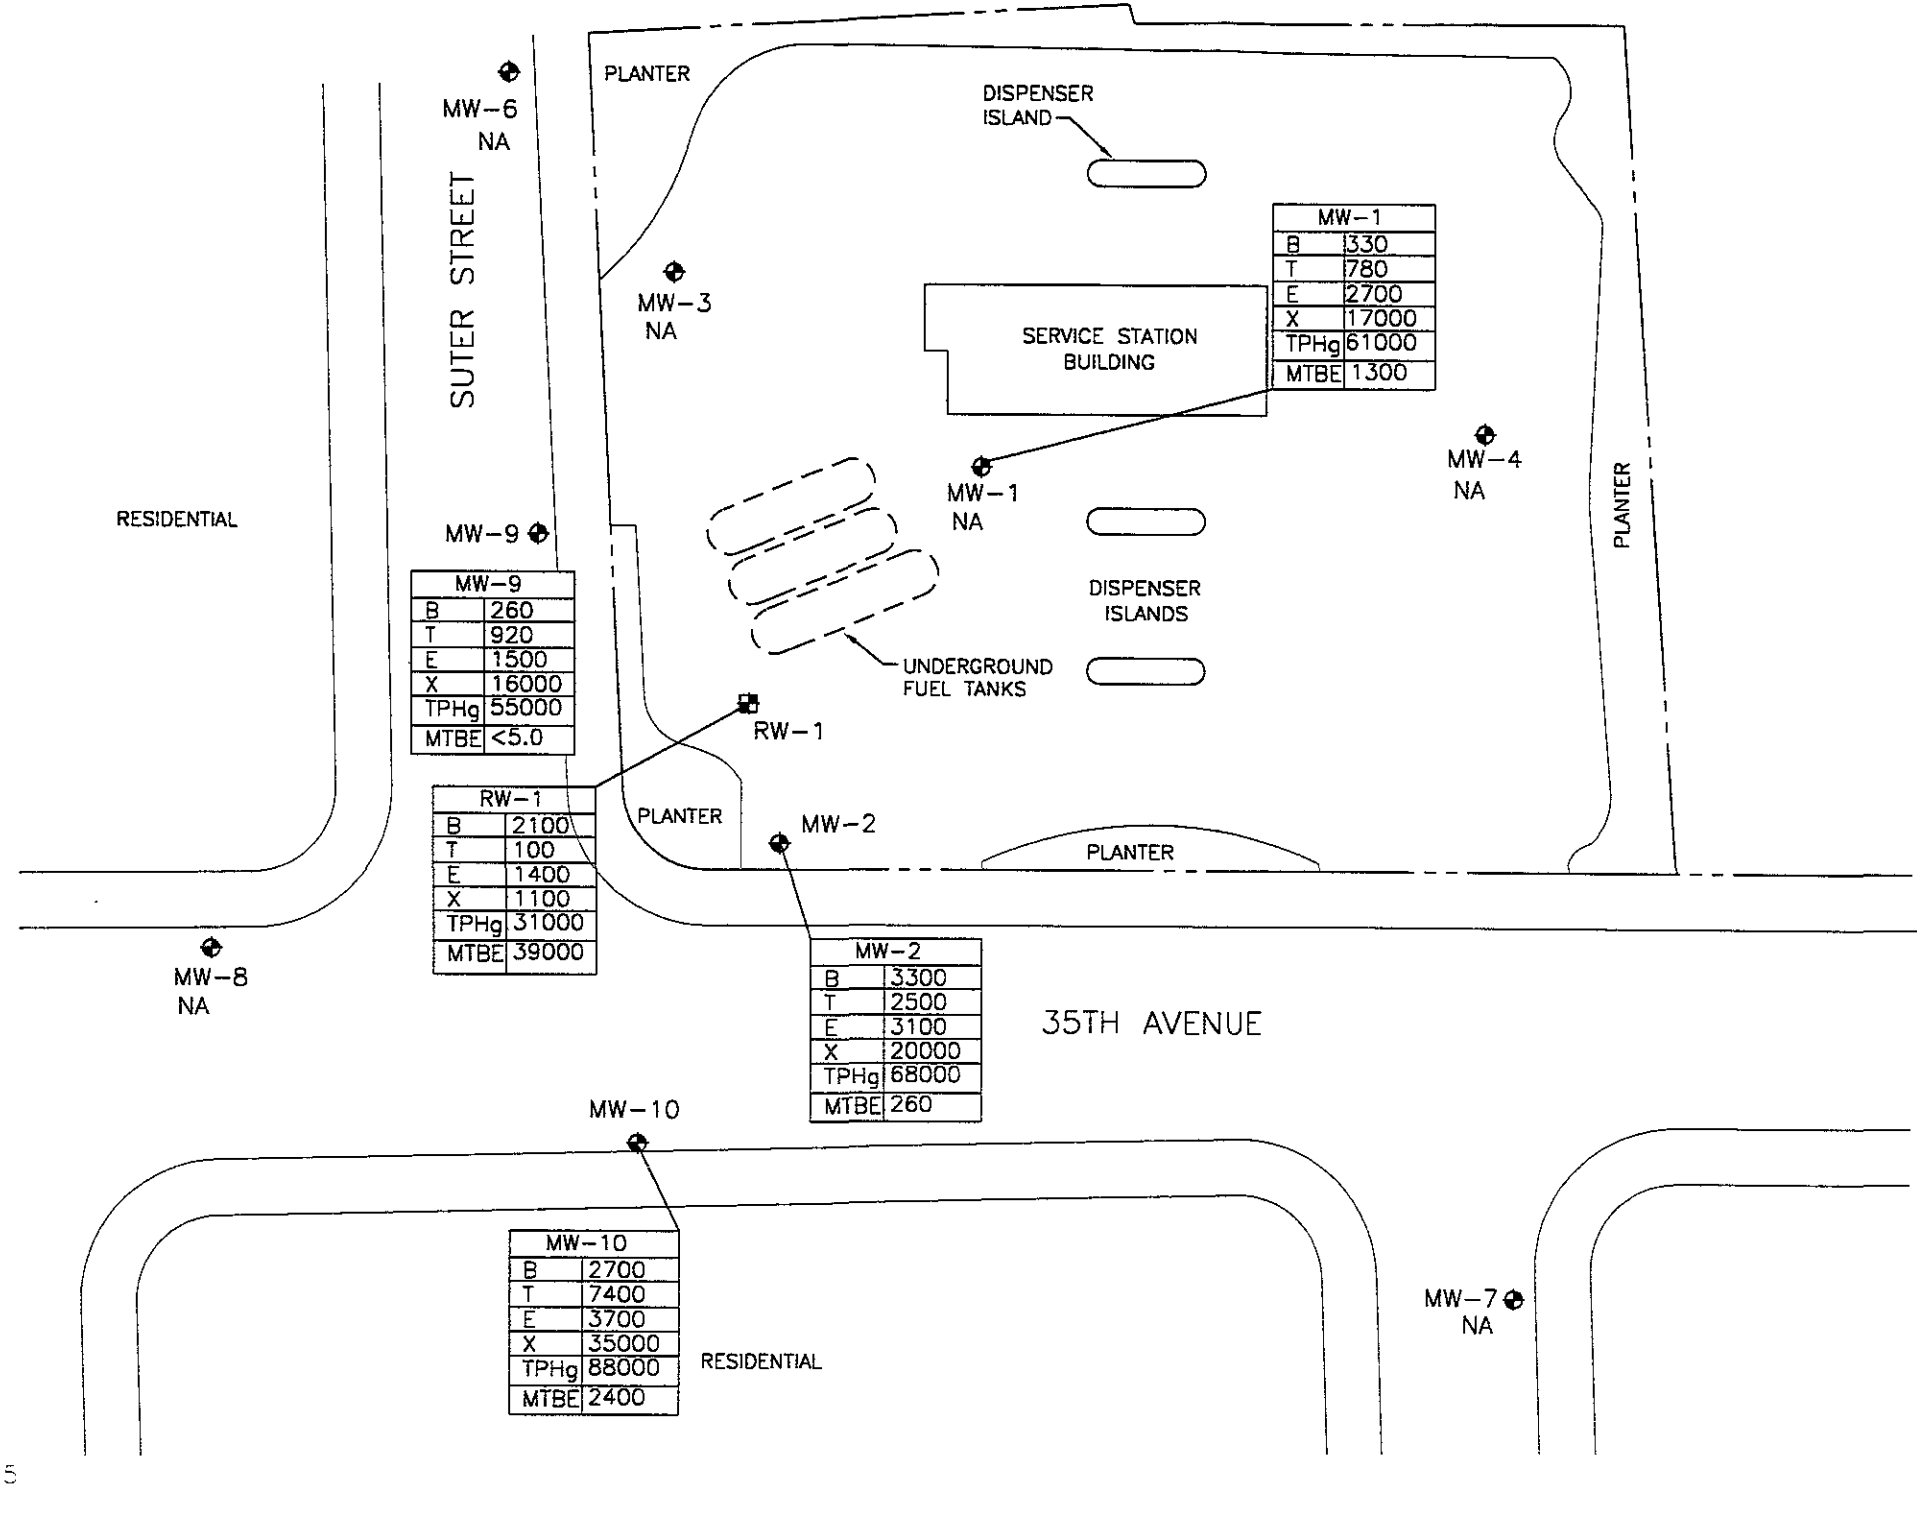 PLANTER
MW-6
NA
DISPENSER
ISLAND
SUTER STREET
MW-3
NA
MW-1
B 330
T 780
E 2700
X 17000
TPHg 61000
MTBE 1300
SERVICE STATION
BUILDING
MW-4
NA
MW-1
NA
PLANTER
RESIDENTIAL
MW-9
MW-9
B 260
T 920
E 1500
X 16000
TPHg 55000
MTBE <5.0
DISPENSER
ISLANDS
UNDERGROUND
FUEL TANKS
RW-1
RW-1
B 2100
T 100
E 1400
X 1100
TPHg 31000
MTBE 39000
PLANTER
MW-2
PLANTER
MW-8
NA
MW-2
B 3300
T 2500
E 3100
X 20000
TPHg 68000
MTBE 260
35TH AVENUE
MW-10
MW-10
B 2700
T 7400
E 3700
X 35000
TPHg 88000
MTBE 2400
RESIDENTIAL
MW-7
NA
5